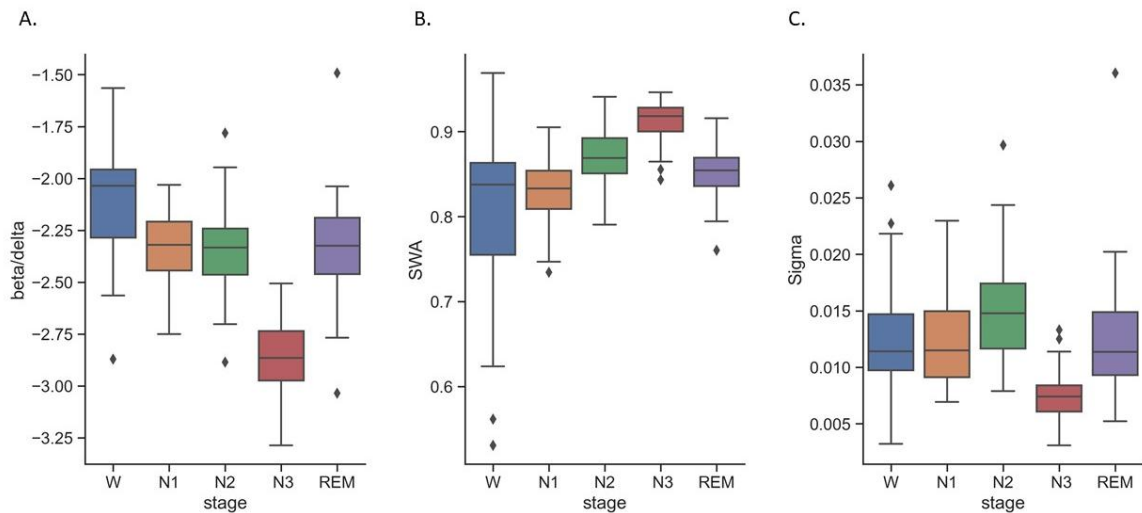 A.
B.
C.
beta/delta
−1.50
−1.75
−2.00
−2.25
−2.50
−2.75
−3.00
−3.25
W N1 N2 N3 REM
stage
SWA
0.9
0.8
0.7
0.6
W N1 N2 N3 REM
stage
Sigma
0.035
0.030
0.025
0.020
0.015
0.010
0.005
W N1 N2 N3 REM
stage